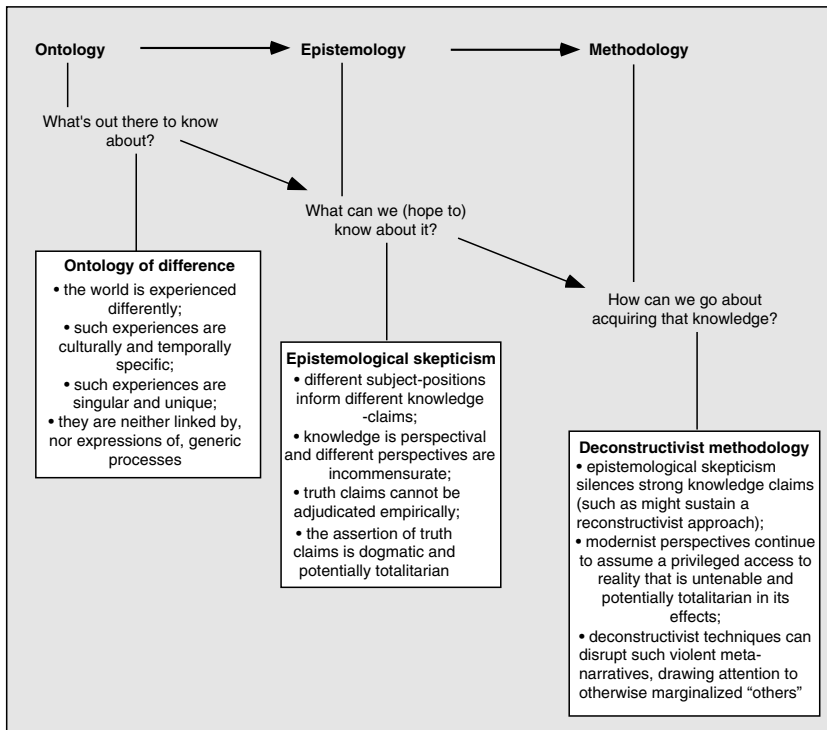 Ontology
Epistemology
Methodology
What's out there to know
about?
What can we (hope to)
know about it?
How can we go about
acquiring that knowledge?
Ontology of difference
• the world is experienced
differently;
• such experiences are
culturally and temporally
specific;
• such experiences are
singular and unique;
• they are neither linked by,
nor expressions of, generic
processes
Epistemological skepticism
• different subject-positions
inform different knowledge
-claims;
• knowledge is perspectival
and different perspectives are
incommensurate;
• truth claims cannot be
adjudicated empirically;
• the assertion of truth
claims is dogmatic and
potentially totalitarian
Deconstructivist methodology
• epistemological skepticism
silences strong knowledge claims
(such as might sustain a
reconstructivist approach);
• modernist perspectives continue
to assume a privileged access to
reality that is untenable and
potentially totalitarian in its
effects;
• deconstructivist techniques can
disrupt such violent meta-
narratives, drawing attention to
otherwise marginalized “others”